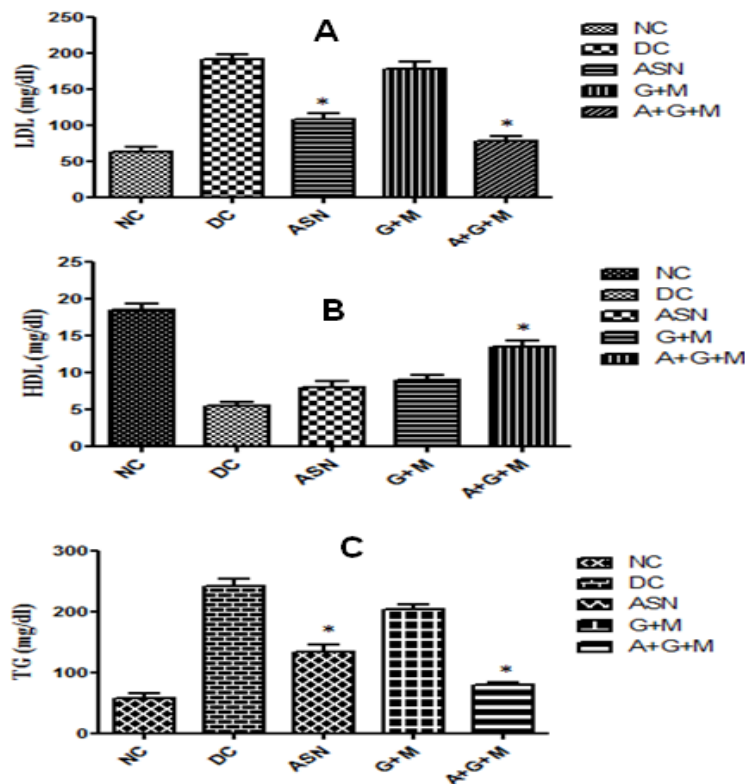 A
LDL (mg/dl)
250
200
150
100
50
0
*
*
NC
DC
ASN
G+M
A+G+M
NC
DC
ASN
G+M
A+G+M
B
HDL (mg/dl)
25
20
15
10
5
0
*
NC
DC
ASN
G+M
A+G+M
NC
DC
ASN
G+M
A+G+M
C
TG (mg/dl)
300
200
100
0
*
*
NC
DC
ASN
G+M
A+G+M
NC
DC
ASN
G+M
A+G+M